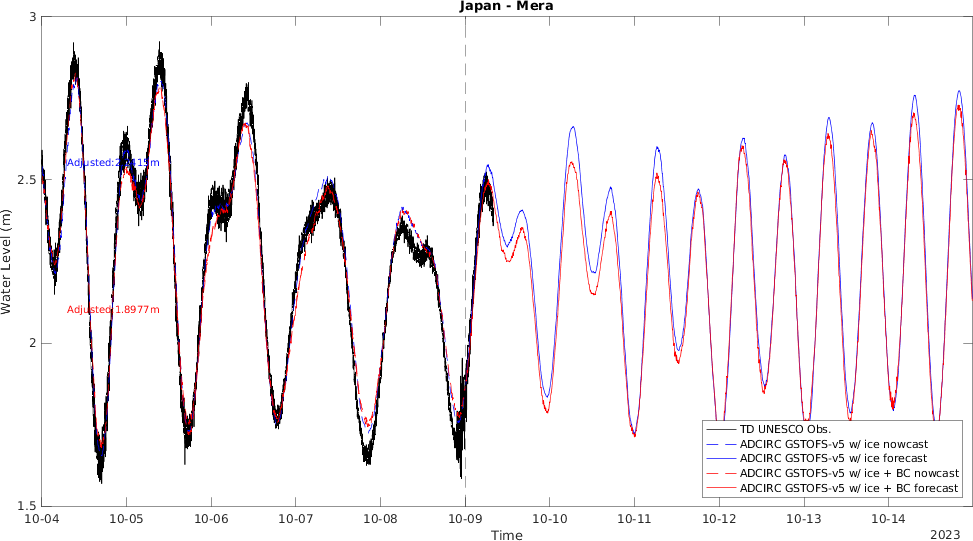 Japan - Mera
Water Level (m)
3
2.5
2
1.5
Adjusted:
Adjusted:1.8977m
TD UNESCO Obs.
ADCIRC GSTOFS-v5 w/ ice nowcast
ADCIRC GSTOFS-v5 w/ ice forecast
ADCIRC GSTOFS-v5 w/ ice + BC nowcast
ADCIRC GSTOFS-v5 w/ ice + BC forecast
10-04 10-05 10-06 10-07 10-08 10-09 10-10 10-11 10-12 10-13 10-14
Time
2023